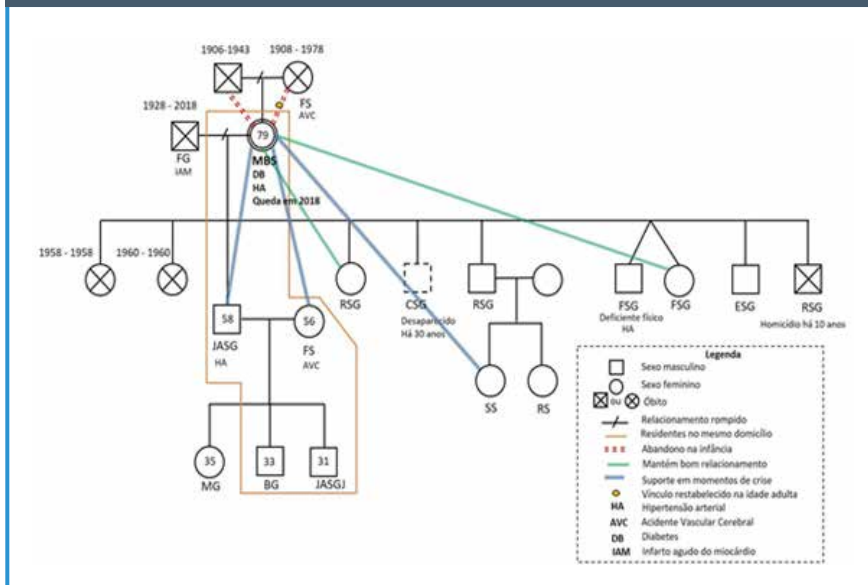 1906-1943
1908 - 1978
FS
AVC
1928 - 2018
FG
IAM
79
MBS
DB
HA
Queda em 2018
1958 - 1958
1960 - 1960
RSG
CSG
Desaparecido
Há 30 anos
RSG
FSG
Deficiente físico
HA
FSG
ESG
RSG
Homicídio há 10 anos
58
JASG
HA
56
FS
AVC
SS
RS
35
MG
33
BG
31
JASGJ
Legenda
Sexo masculino
Sexo feminino
ou
Óbito
Relacionamento rompido
Residentes no mesmo domicílio
Abandono na infância
Mantém bom relacionamento
Suporte em momentos de crise
Vínculo restabelecido na idade adulta
HA Hipertensão arterial
AVC Acidente Vascular Cerebral
DB Diabetes
IAM Infarto agudo do miocárdio